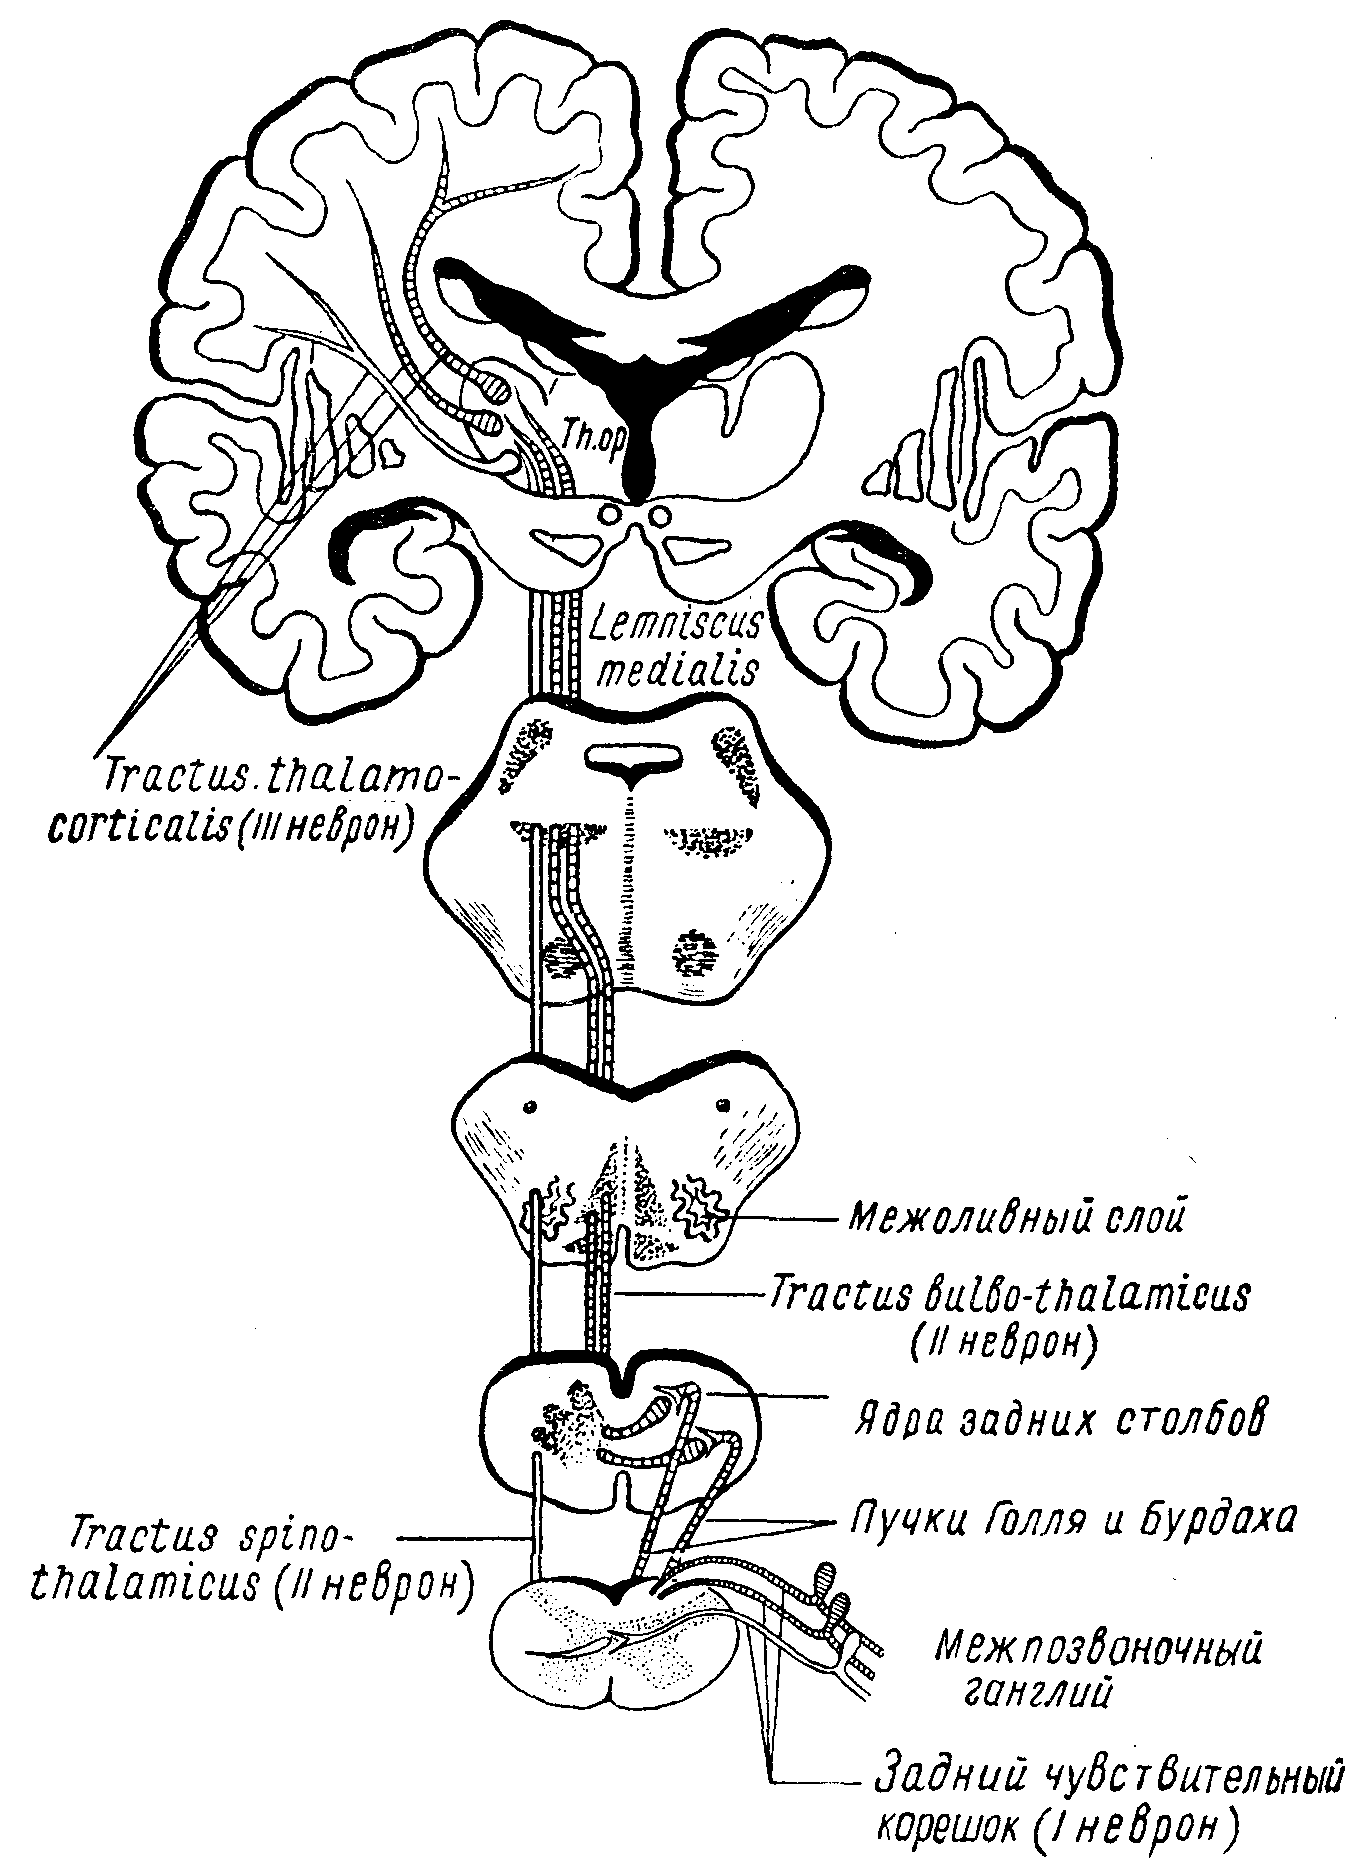 Th.op
Lemniscus
medialis
Tractus.thalamo-
corticalis (III неврон)
Межоливный слой
Tractus bulbo-thalamicus
(II неврон)
Ядра задних столбов
Пучки Голля и Бурдаха
Tractus spino-
thalamicus (II неврон)
Межпозвоночный
ганглий
Задний чувствительный
корешок (I неврон)